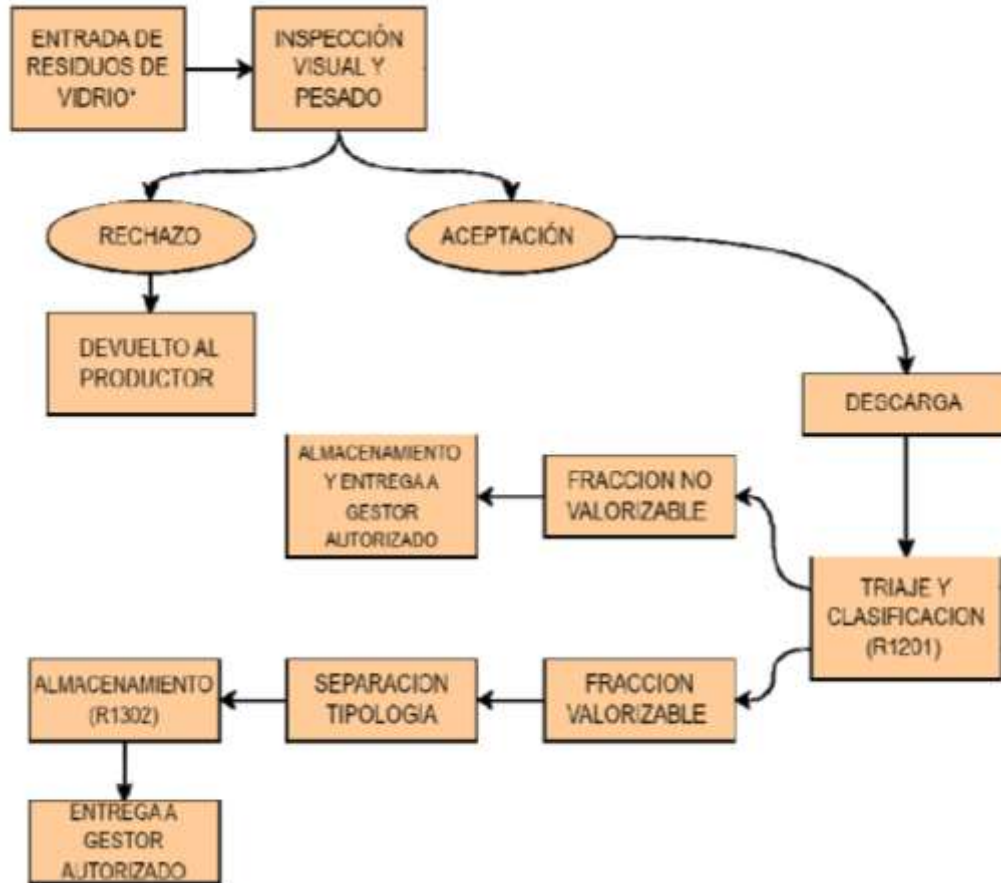 ENTRADA DE
RESIDUOS DE
VIDRIO*
INSPECCIÓN
VISUAL Y
PESADO
RECHAZO
ACEPTACIÓN
DEVUELTO AL
PRODUCTOR
DESCARGA
ALMACENAMIENTO
Y ENTREGA A
GESTOR
AUTORIZADO
FRACCION NO
VALORIZABLE
TRIAJE Y
CLASIFICACION
(R1201)
ALMACENAMIENTO
(R1302)
SEPARACION
TIPOLOGIA
FRACCION
VALORIZABLE
ENTREGA A
GESTOR
AUTORIZADO